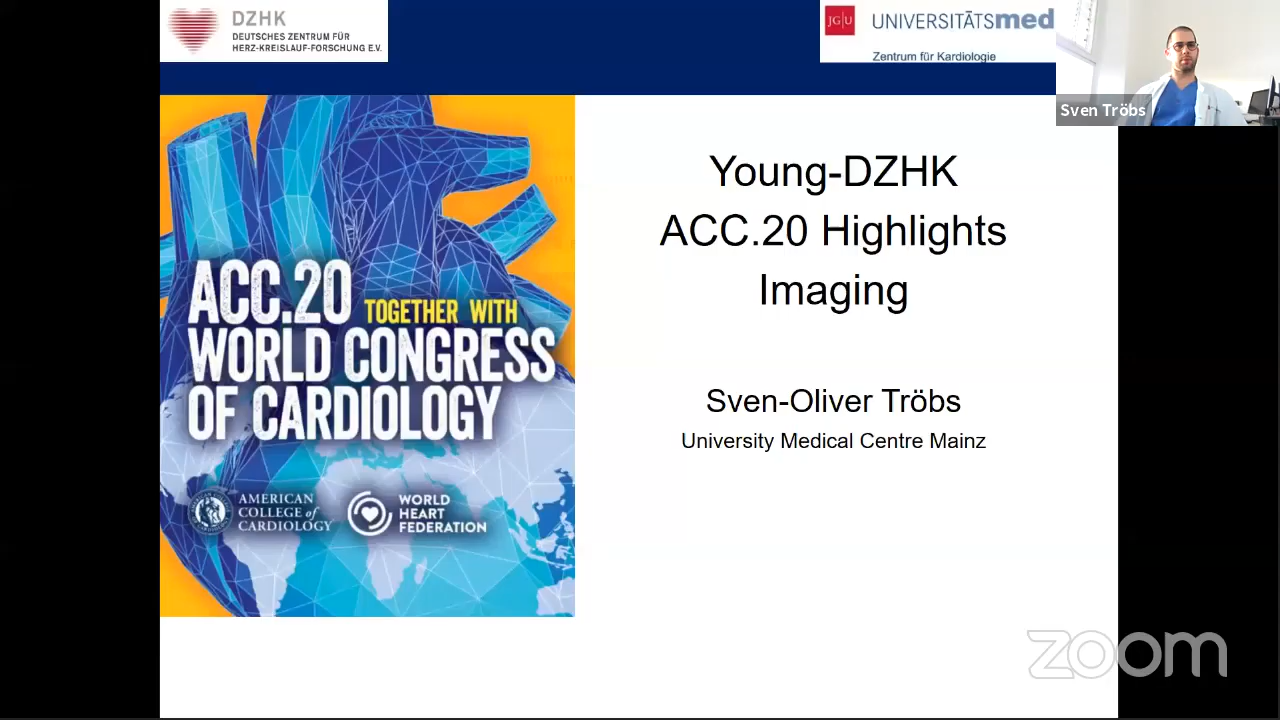 DZHK
DEUTSCHES ZENTRUM FÜR
HERZ-KREISLAUF-FORSCHUNG E.V.
JG|U
UNIVERSITÄTSmed
Zentrum für Kardiologie
Sven Tröbs
Young-DZHK
ACC.20 Highlights
Imaging
Sven-Oliver Tröbs
University Medical Centre Mainz
ACC.20 TOGETHER WITH
WORLD CONGRESS
OF CARDIOLOGY
AMERICAN
COLLEGE of
CARDIOLOGY
WORLD
HEART
FEDERATION
zoom